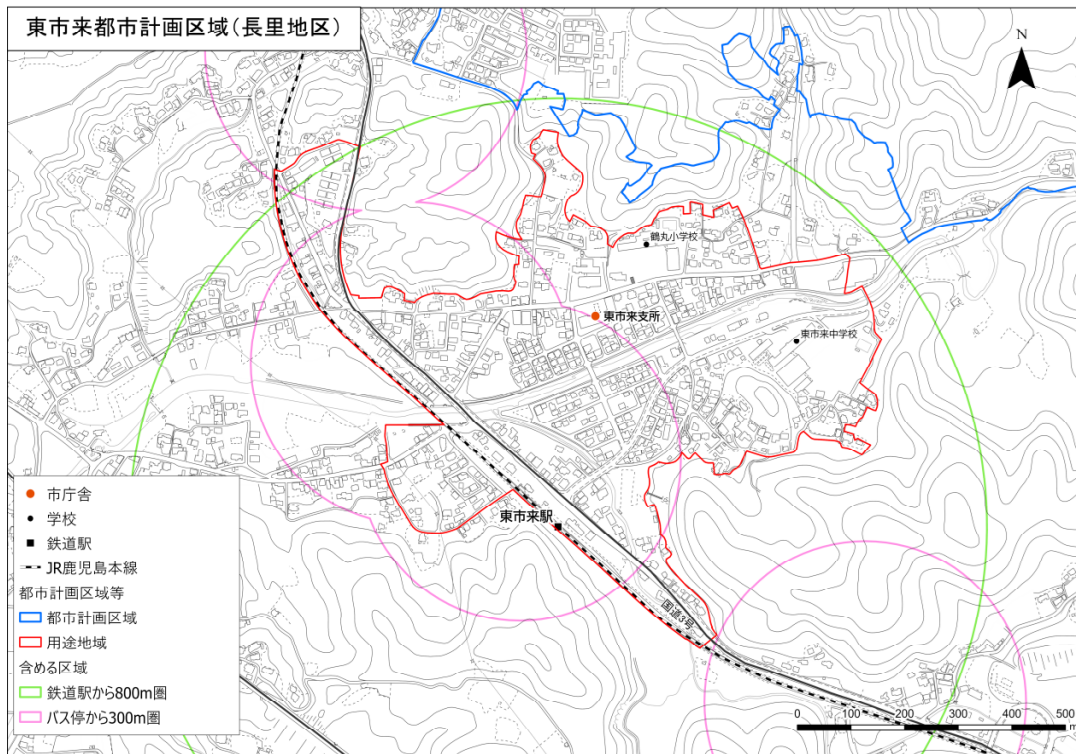 東市来都市計画区域(長里地区)
N
鶴丸小学校
東市来支所
東市来中学校
東市来駅
国道3号
市庁舎
学校
鉄道駅
JR鹿児島本線
都市計画区域等
都市計画区域
用途地域
含める区域
鉄道駅から800m圏
バス停から300m圏
0 100 200 300 400 500
m